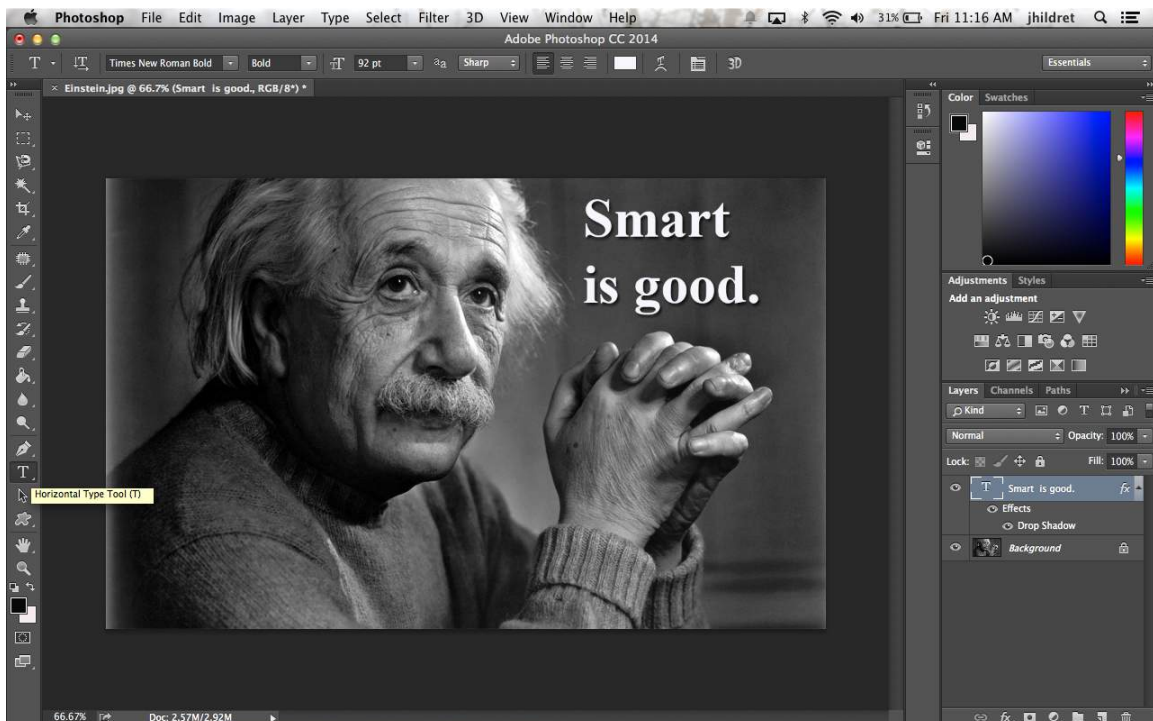 Photoshop File Edit Image Layer Type Select Filter 3D View Window Help 31% Fri 11:16 AM jhildret
Adobe Photoshop CC 2014
T T Times New Roman Bold Bold T 92 pt aa Sharp 3D Essentials
× Einstein.jpg @ 66.7% (Smart is good., RGB/8*) *
Color Swatches
Smart
is good.
Adjustments Styles
Add an adjustment
Layers Channels Paths
Kind T
Normal Opacity: 100%
Lock: Fill: 100%
T
Horizontal Type Tool (T)
T Smart is good. fx
Effects
Drop Shadow
Background
66.67% Doc: 2.57M/2.92M
fx